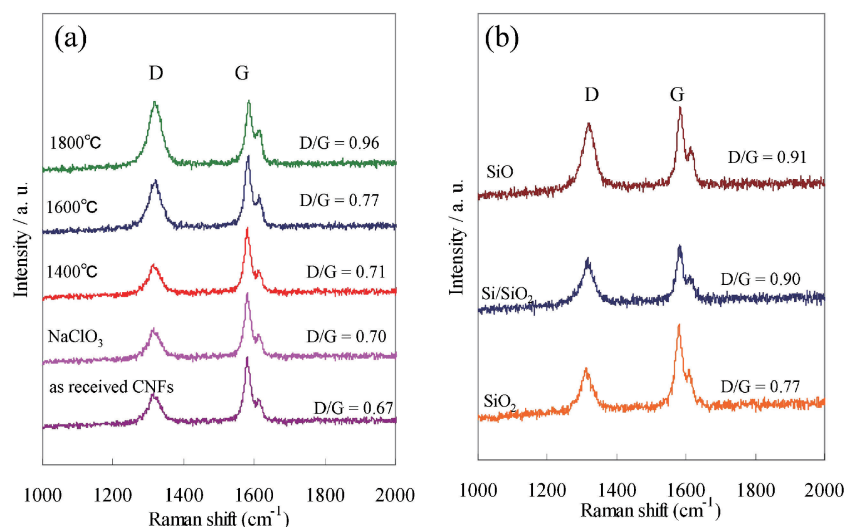 (a)
D G
1800℃
D/G = 0.96
1600℃
D/G = 0.77
1400℃
D/G = 0.71
NaClO3
D/G = 0.70
as received CNFs
D/G = 0.67
Intensity / a. u.
1000 1200 1400 1600 1800 2000
Raman shift (cm-1)
(b)
D G
SiO
D/G = 0.91
Si/SiO2
D/G = 0.90
SiO2
D/G = 0.77
Intensity / a. u.
1000 1200 1400 1600 1800 2000
Raman shift (cm-1)